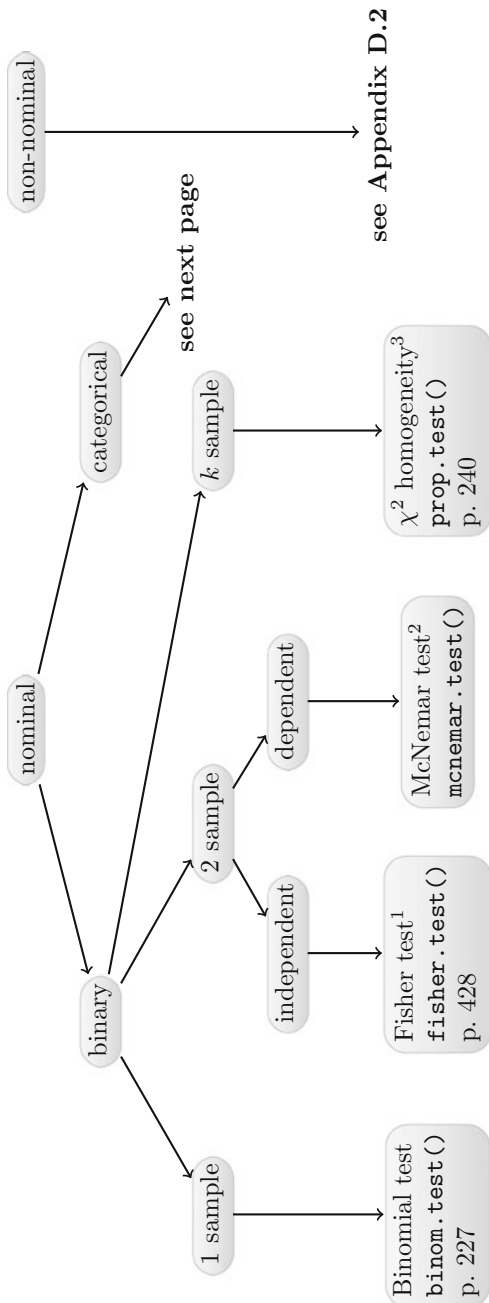 nominal
non-nominal
binary
categorical
see next page
1 sample
2 sample
k sample
independent
dependent
see Appendix D.2
Binomial test
binom.test()
p. 227
Fisher test¹
fisher.test()
p. 428
McNemar test²
mcnemar.test()
χ² homogeneity³
prop.test()
p. 240